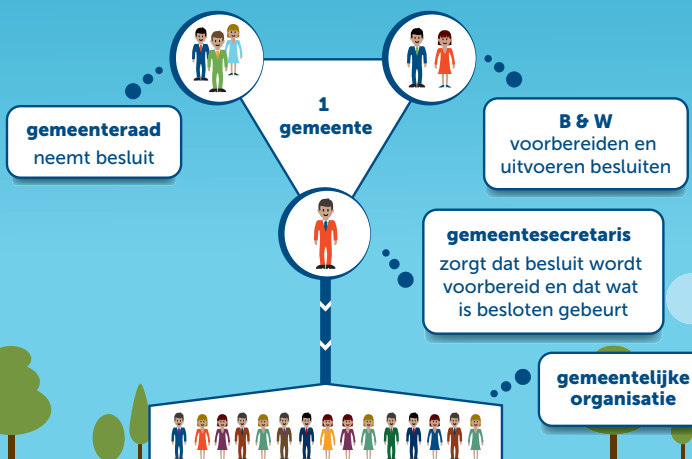 1
gemeente
gemeenteraad
neemt besluit
B & W
voorbereiden en
uitvoeren besluiten
gemeentesecretaris
zorgt dat besluit wordt
voorbereid en dat wat
is besloten gebeurt
gemeentelijke
organisatie